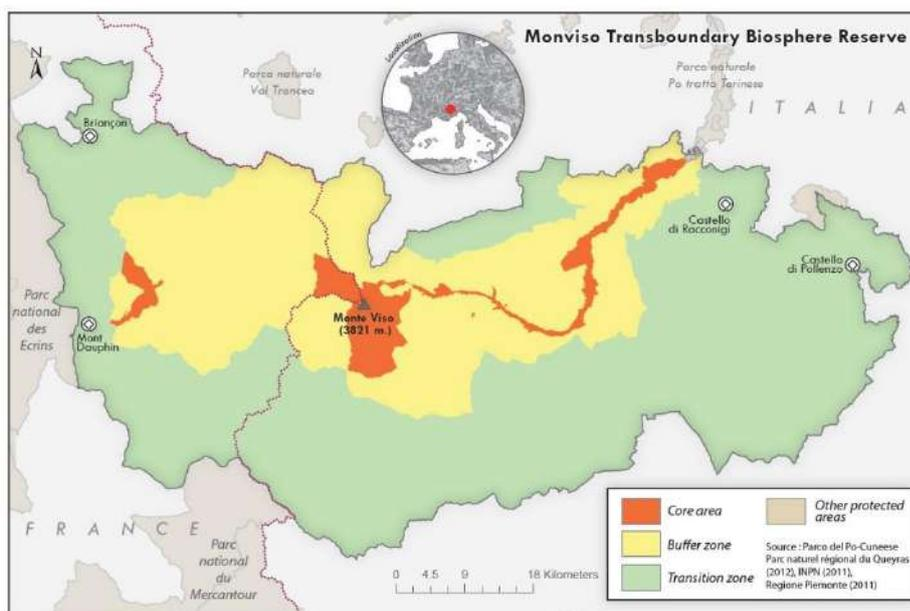 Monviso Transboundary Biosphere Reserve
N
Localization
Parco naturale
Val Troncea
Parco naturale
Po tratto Torinese
I T A L I A
Briançon
Castello
di Racconigi
Castello
di Pollenzo
Parc
national
des
Ecrins
Mont
Dauphin
Monte Viso
(3821 m.)
F R A N C E
Parc
national
du
Mercantour
0 4.5 9 18 Kilometers
Core area
Buffer zone
Transition zone
Other protected
areas
Source : Parco del Po-Cuneese
Parc naturel régional du Queyras
(2012), INPN (2011),
Regione Piemonte (2011)